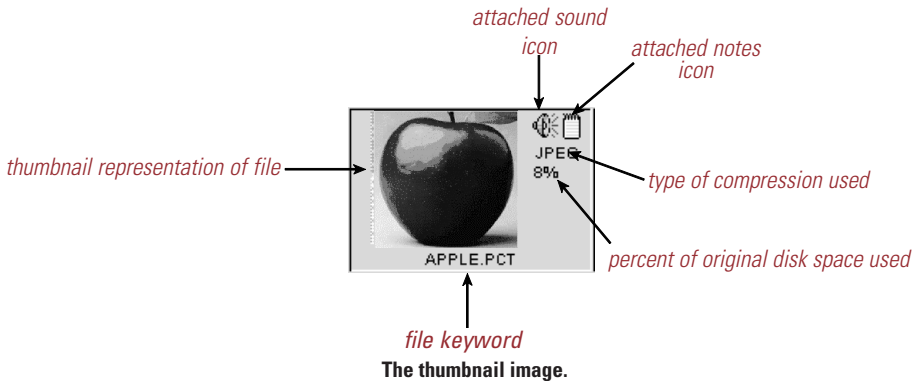 attached sound
icon
attached notes
icon
thumbnail representation of file
JPEG
8%
type of compression used
percent of original disk space used
APPLE.PCT
file keyword
The thumbnail image.